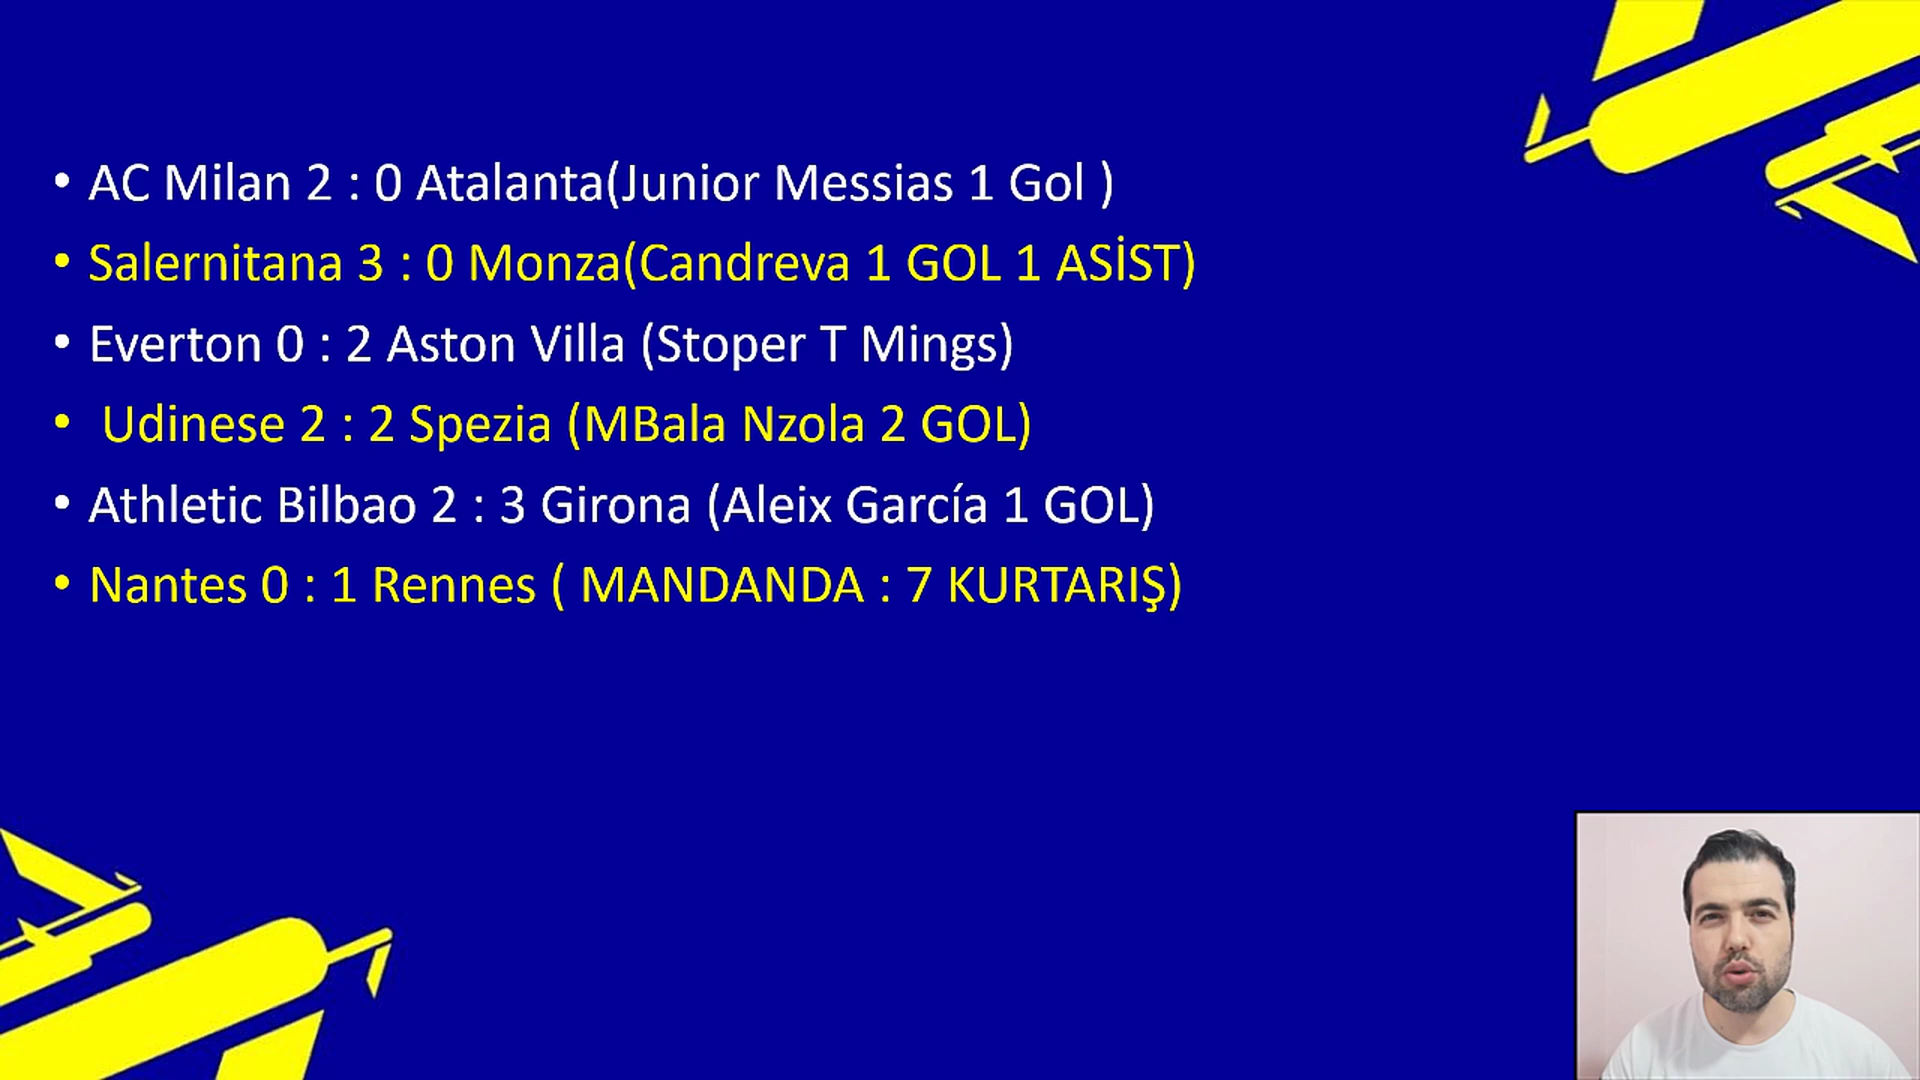 • AC Milan 2 : 0 Atalanta(Junior Messias 1 Gol )
• Salernitana 3 : 0 Monza(Candreva 1 GOL 1 ASİST)
• Everton 0 : 2 Aston Villa (Stoper T Mings)
• Udinese 2 : 2 Spezia (MBala Nzola 2 GOL)
• Athletic Bilbao 2 : 3 Girona (Aleix García 1 GOL)
• Nantes 0 : 1 Rennes ( MANDANDA : 7 KURTARIŞ)